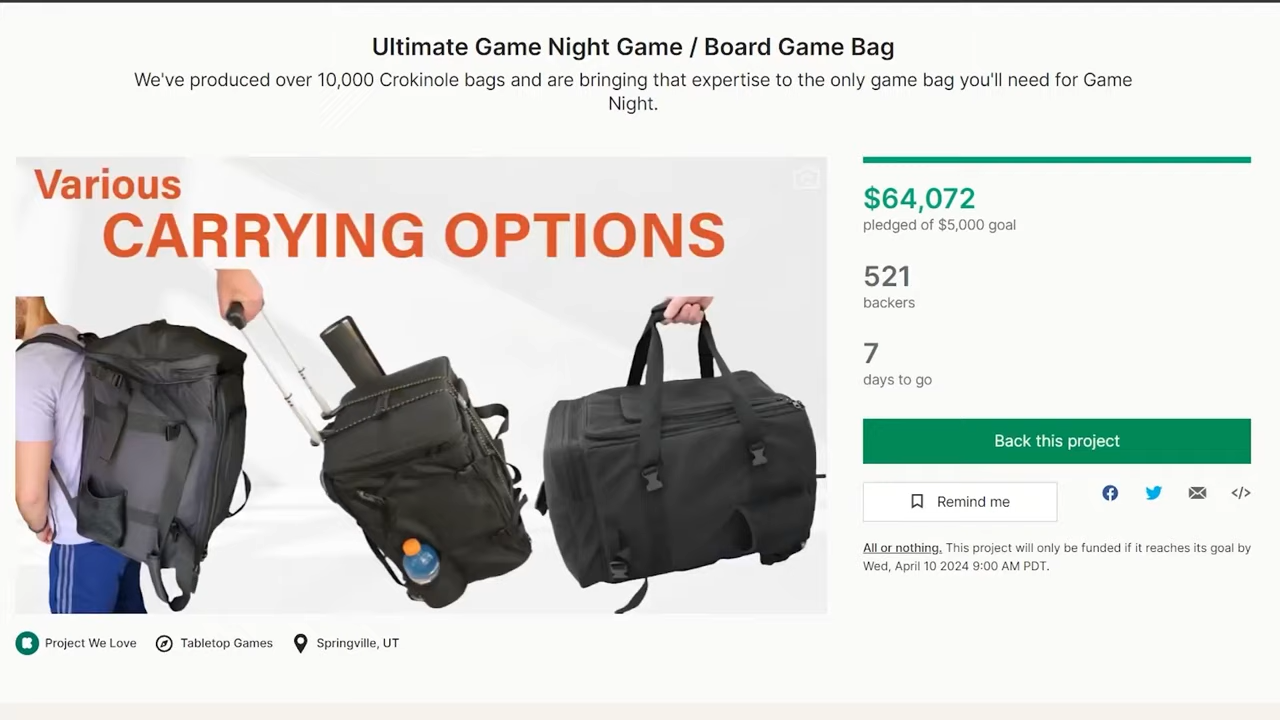 Ultimate Game Night Game / Board Game Bag
We've produced over 10,000 Crokinole bags and are bringing that expertise to the only game bag you'll need for Game
Night.
Various
CARRYING OPTIONS
$64,072
pledged of $5,000 goal
521
backers
7
days to go
Back this project
Remind me
All or nothing. This project will only be funded if it reaches its goal by
Wed, April 10 2024 9:00 AM PDT.
Project We Love
Tabletop Games
Springville, UT